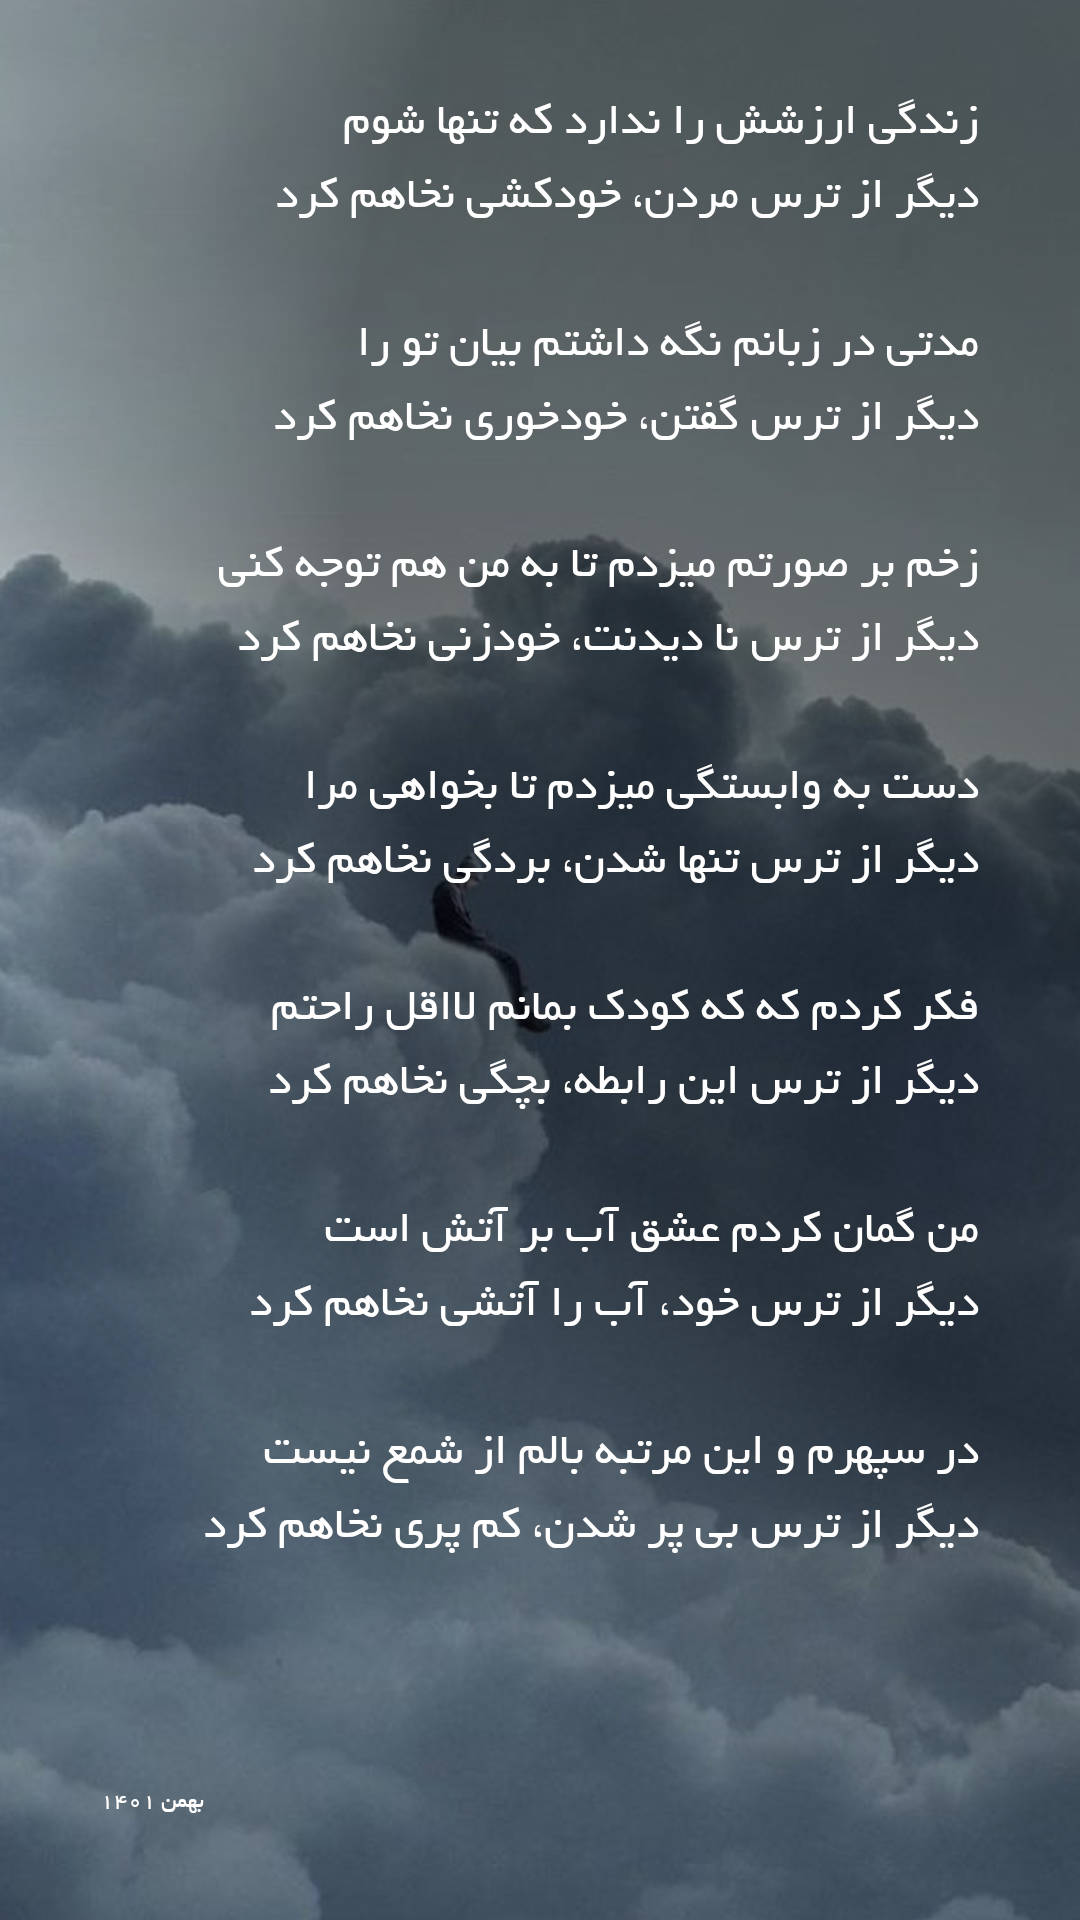 زندگی ارزشش را ندارد که تنها شوم
دیگر از ترس مردن، خودکشی نخاهم کرد
مدتی در زبانم نگه داشتم بیان تو را
دیگر از ترس گفتن، خودخوری نخاهم کرد
زخم بر صورتم میزدم تا به من هم توجه کنی
دیگر از ترس نا دیدنت، خودزنی نخاهم کرد
دست به وابستگی میزدم تا بخواهی مرا
دیگر از ترس تنها شدن، بردگی نخاهم کرد
فکر کردم که که کودک بمانم لااقل راحتم
دیگر از ترس این رابطه، بچگی نخاهم کرد
من گمان کردم عشق آب بر آتش است
دیگر از ترس خود، آب را آتشی نخاهم کرد
در سپهرم و این مرتبه بالم از شمع نیست
دیگر از ترس بی پر شدن، کم پری نخاهم کرد
بهمن ۱۴۰۱